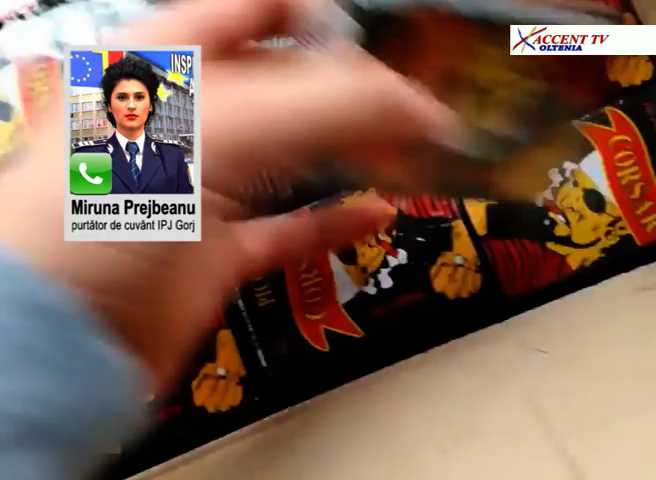 ACCENT TV
OLTENIA
INSP
Miruna Prejbeanu
purtător de cuvânt IPJ Gorj
CORSAR